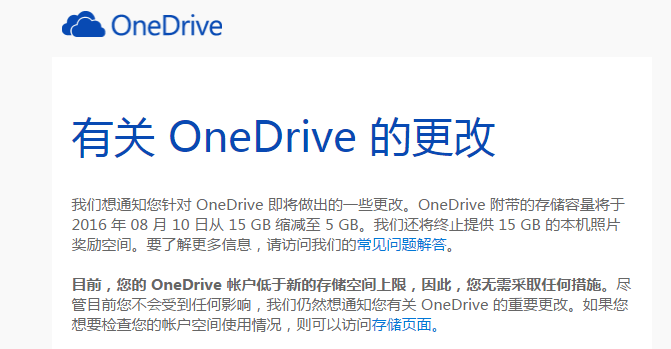 OneDrive
有关 OneDrive 的更改
我们想通知您针对 OneDrive 即将做出的一些更改。OneDrive 附带的存储容量将于
2016 年 08 月 10 日从 15 GB 缩减至 5 GB。我们还将终止提供 15 GB 的本机照片
奖励空间。要了解更多信息，请访问我们的常见问题解答。
目前，您的 OneDrive 帐户低于新的存储空间上限，因此，您无需采取任何措施。尽
管目前您不会受到任何影响，我们仍然想通知您有关 OneDrive 的重要更改。如果您
想要检查您的帐户空间使用情况，则可以访问存储页面。